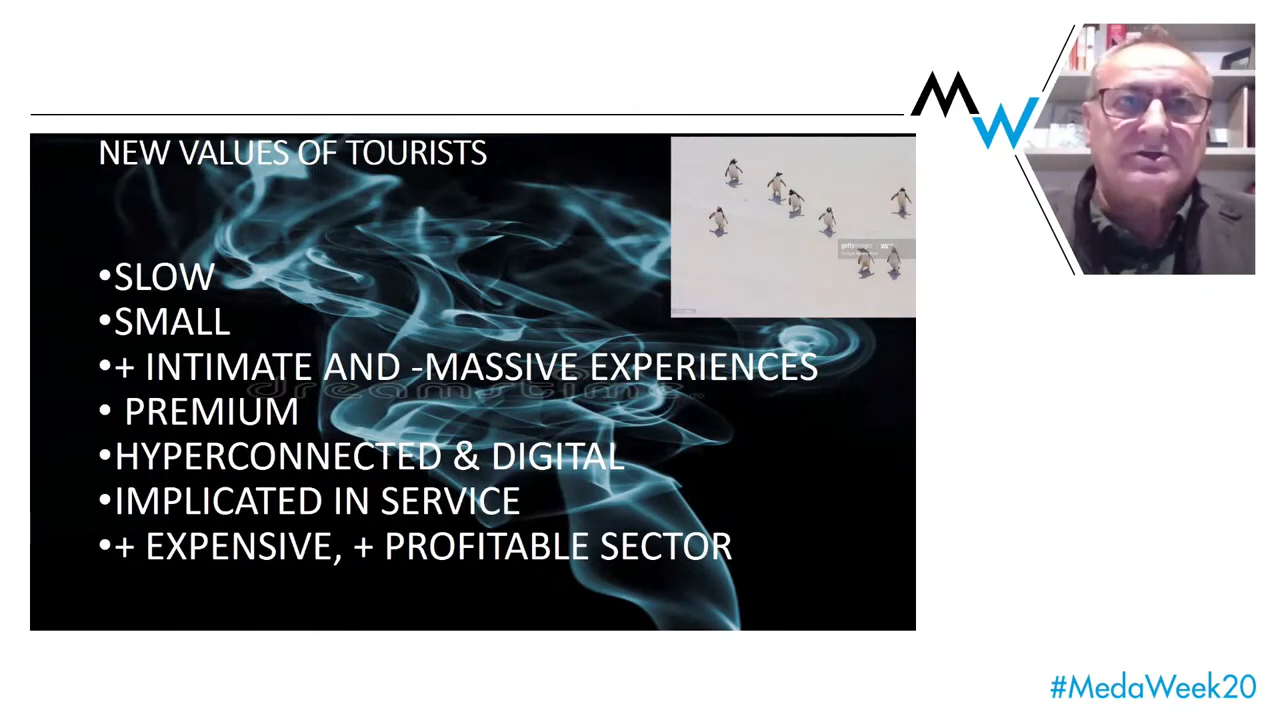 NEW VALUES OF TOURISTS
MW
•SLOW
•SMALL
•+ INTIMATE AND -MASSIVE EXPERIENCES
• PREMIUM
•HYPERCONNECTED & DIGITAL
•IMPLICATED IN SERVICE
•+ EXPENSIVE, + PROFITABLE SECTOR
dreamstime.
#MedaWeek20